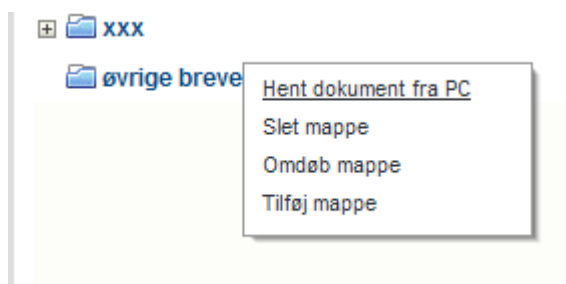 xxx
øvrige breve
Hent dokument fra PC
Slet mappe
Omdøb mappe
Tilføj mappe